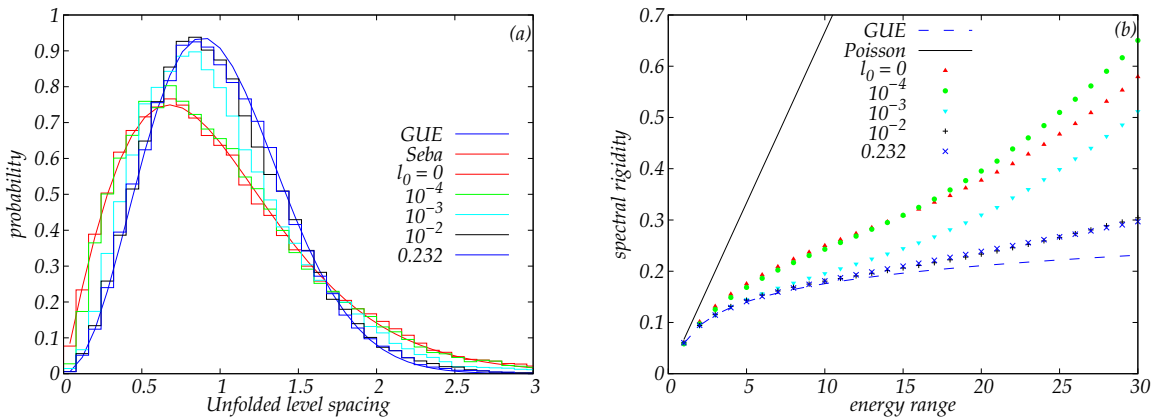 (a)
1
0.9
0.8
0.7
0.6
0.5
0.4
0.3
0.2
0.1
0
probability
GUE
Seba
l₀ = 0
10⁻⁴
10⁻³
10⁻²
0.232
0 0.5 1 1.5 2 2.5 3
Unfolded level spacing
(b)
0.7
0.6
0.5
0.4
0.3
0.2
0.1
0
spectral rigidity
GUE
Poisson
l₀ = 0
10⁻⁴
10⁻³
10⁻²
0.232
0 5 10 15 20 25 30
energy range